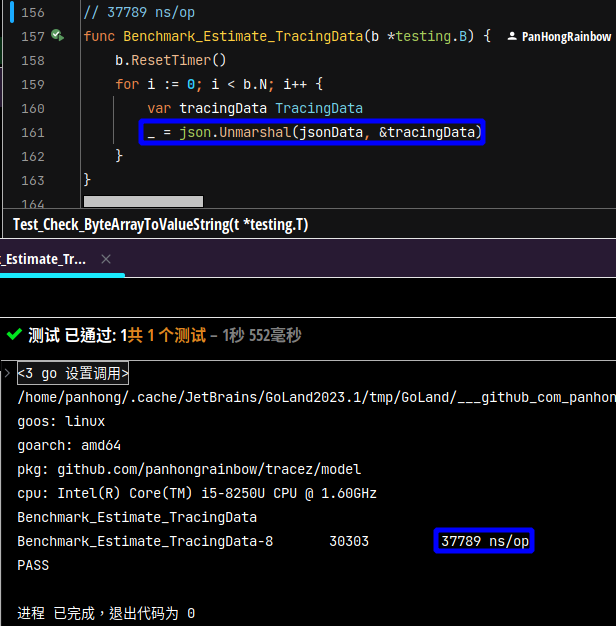 156 // 37789 ns/op
157 func Benchmark_Estimate_TracingData(b *testing.B) { PanHongRainbow
158 b.ResetTimer()
159 for i := 0; i < b.N; i++ {
160 var tracingData TracingData
161 _ = json.Unmarshal(jsonData, &tracingData)
162 }
163 }
164
Test_Check_ByteArrayToValueString(t *testing.T)
_Estimate_Tr... ×
测试 已通过: 1共 1 个测试 – 1秒 552毫秒
<3 go 设置调用>
/home/panhong/.cache/JetBrains/GoLand2023.1/tmp/GoLand/___github_com_panhon
goos: linux
goarch: amd64
pkg: github.com/panhongrainbow/tracez/model
cpu: Intel(R) Core(TM) i5-8250U CPU @ 1.60GHz
Benchmark_Estimate_TracingData
Benchmark_Estimate_TracingData-8 30303 37789 ns/op
PASS
进程 已完成，退出代码为 0